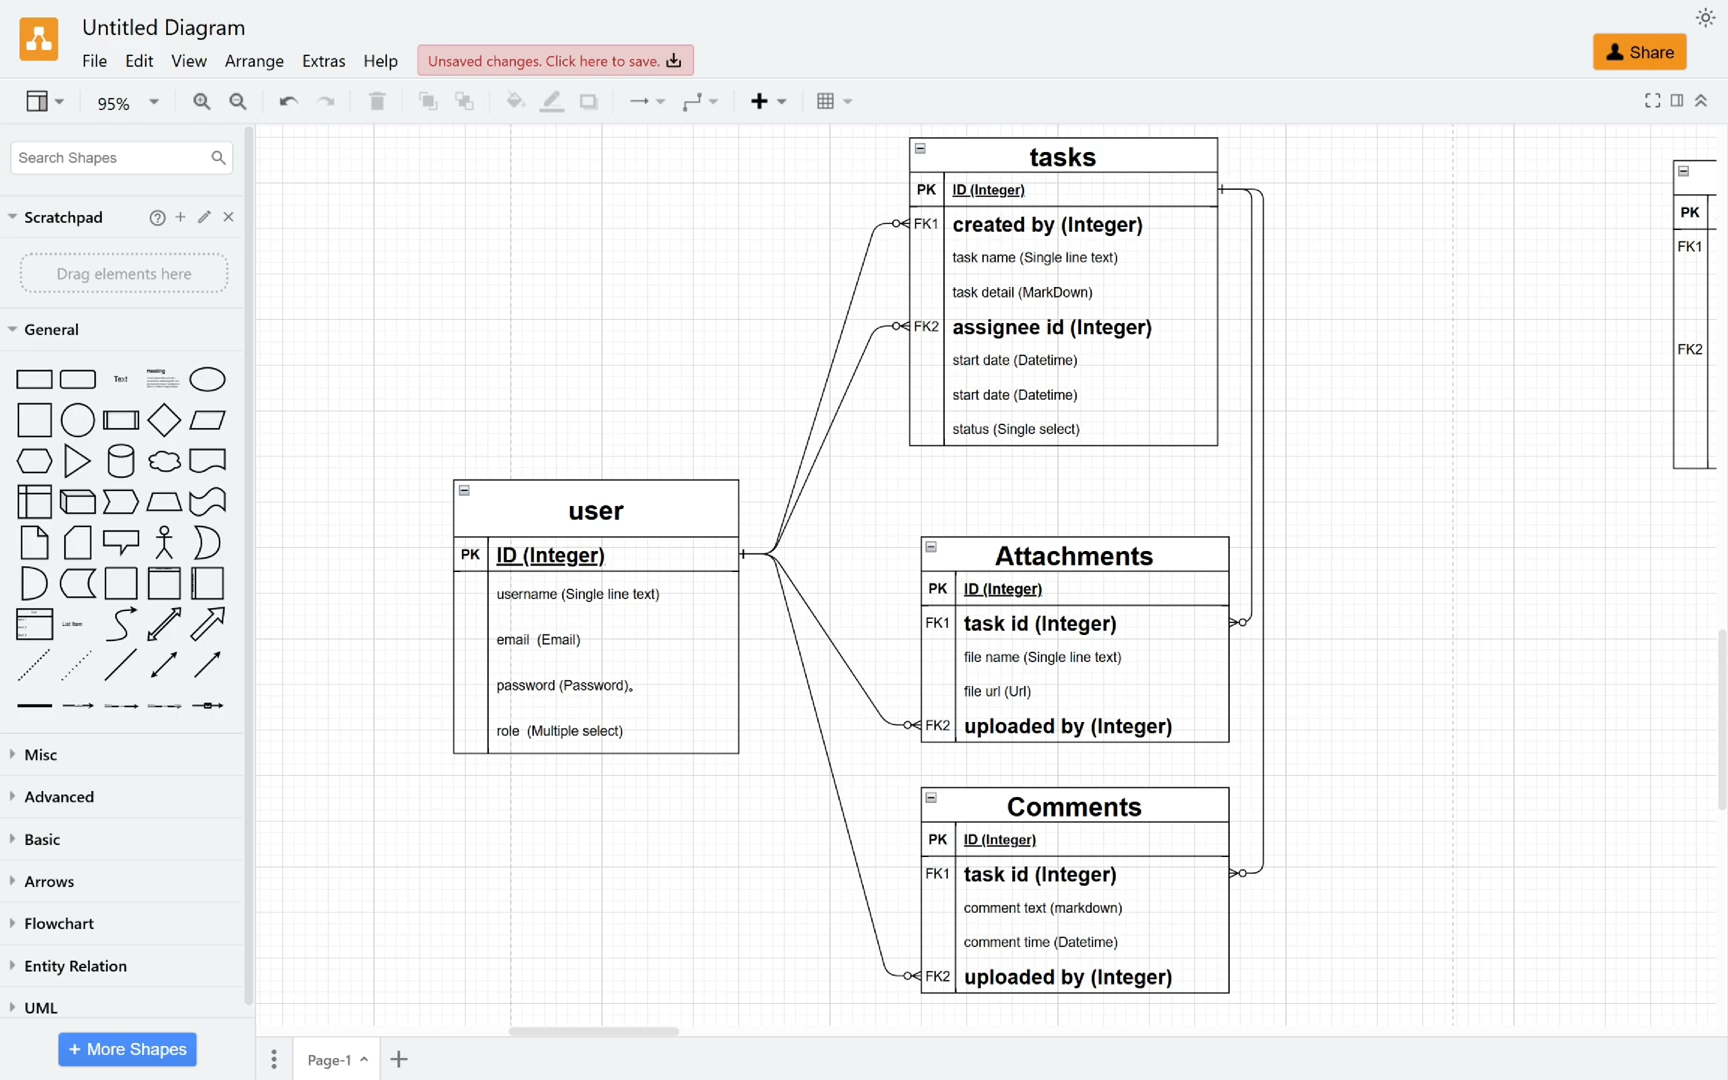 Untitled Diagram
File Edit View Arrange Extras Help
Unsaved changes. Click here to save.
Share
95%
Search Shapes
Scratchpad
Drag elements here
General
Text
Heading
List Item
Misc
Advanced
Basic
Arrows
Flowchart
Entity Relation
UML
+ More Shapes
tasks
PK ID (Integer)
FK1 created by (Integer)
task name (Single line text)
task detail (MarkDown)
FK2 assignee id (Integer)
start date (Datetime)
start date (Datetime)
status (Single select)
user
PK ID (Integer)
username (Single line text)
email (Email)
password (Password)。
role (Multiple select)
Attachments
PK ID (Integer)
FK1 task id (Integer)
file name (Single line text)
file url (Url)
FK2 uploaded by (Integer)
Comments
PK ID (Integer)
FK1 task id (Integer)
comment text (markdown)
comment time (Datetime)
FK2 uploaded by (Integer)
PK
FK1
FK2
Page-1